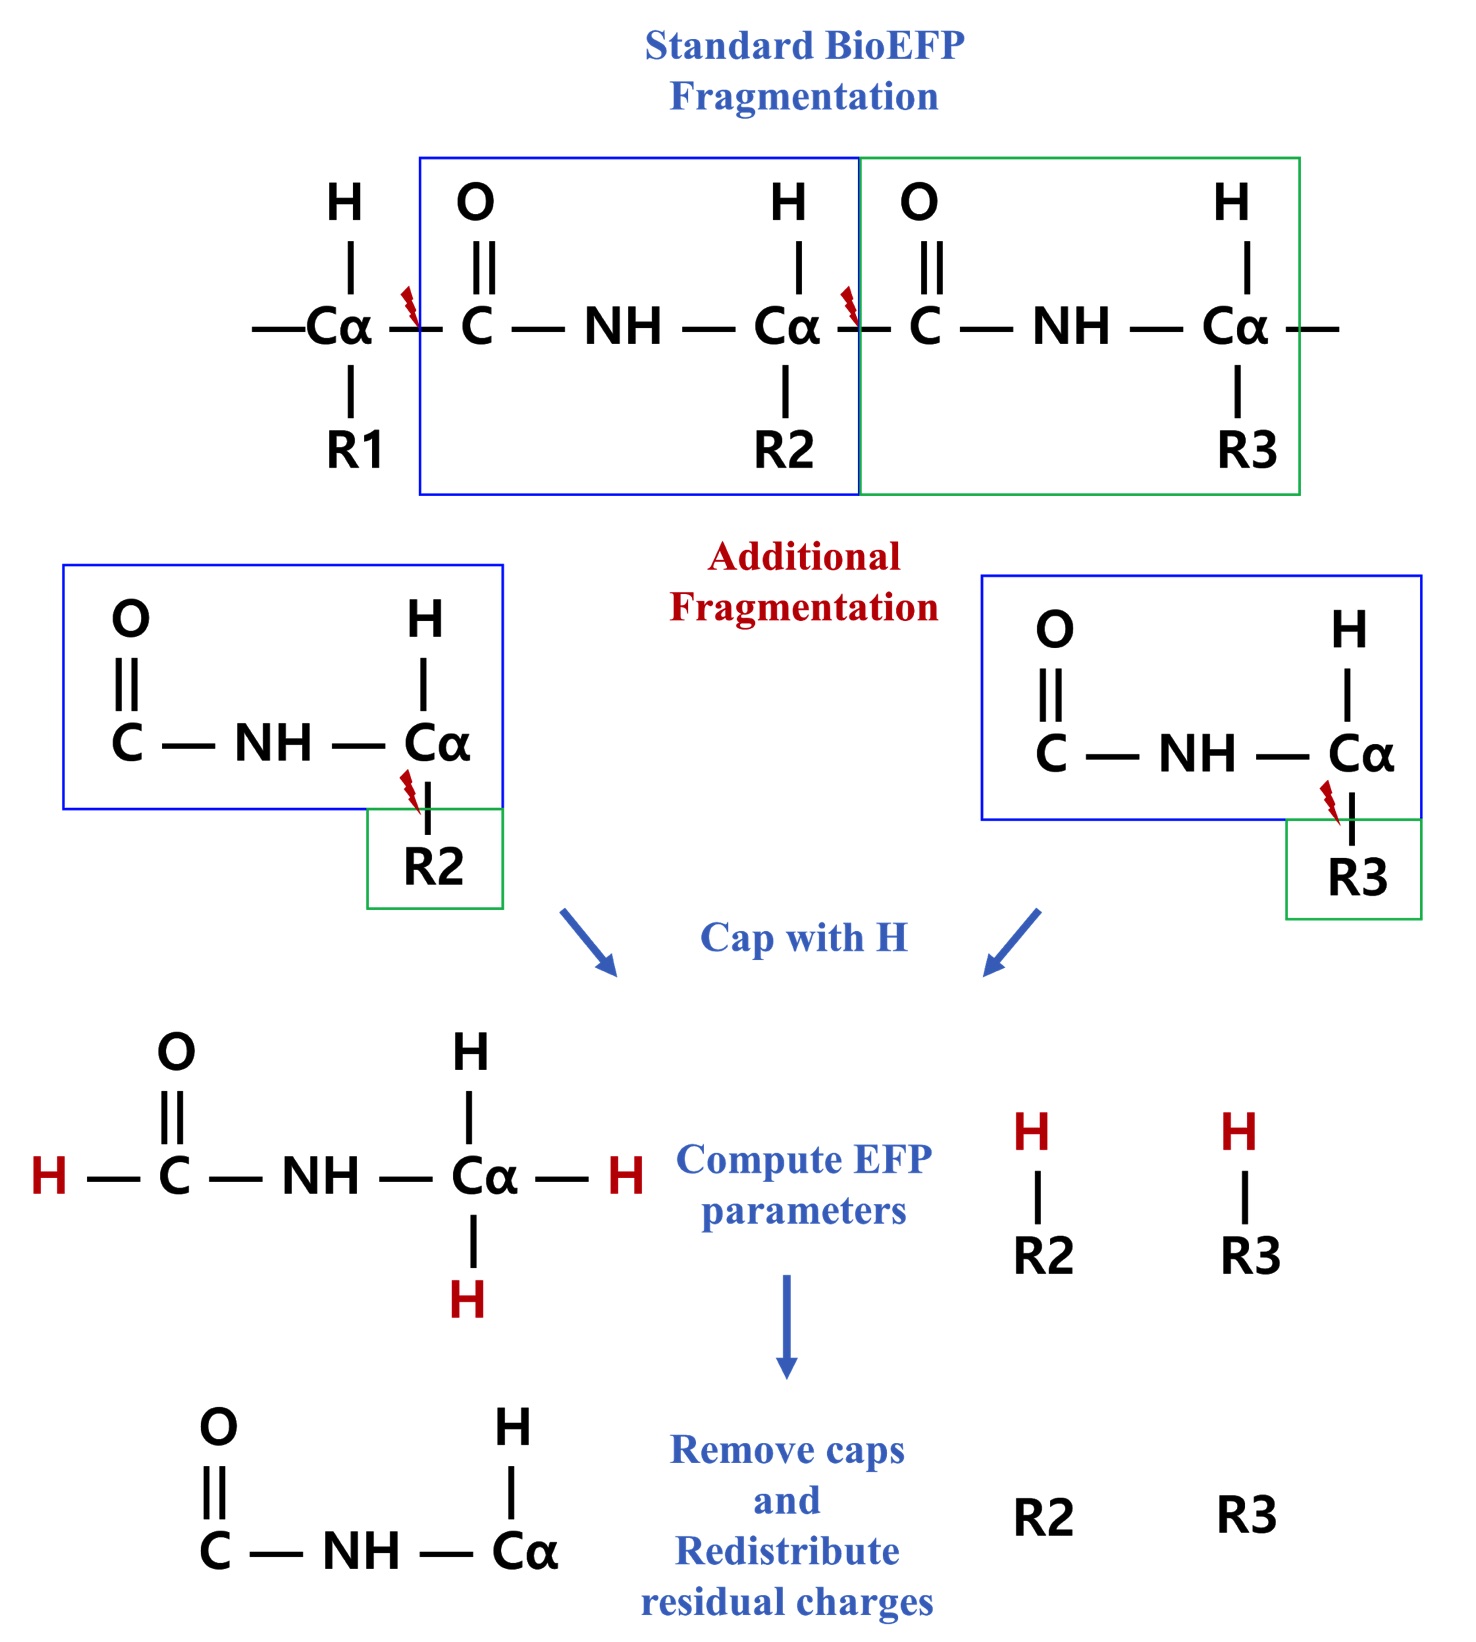 Standard BioEFP
Fragmentation
H O H O H
Cα C NH Cα C NH Cα
R1 R2 R3
Additional
Fragmentation
O H
C NH Cα
R2
O H
C NH Cα
R3
Cap with H
O H
H C NH Cα H
H
Compute EFP
parameters
H H
R2 R3
O H
C NH Cα
Remove caps
and
Redistribute
residual charges
R2 R3